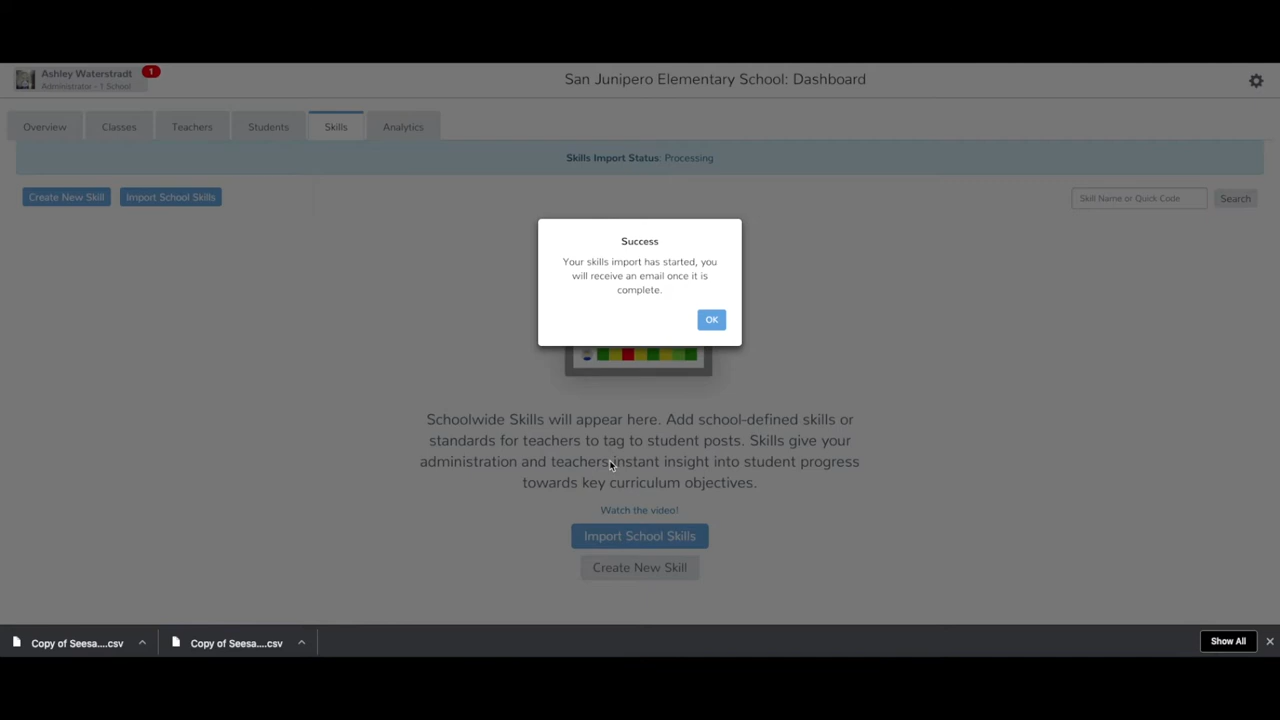 Ashley Waterstradt
1
Administrator - 1 School
San Junipero Elementary School: Dashboard
Overview
Classes
Teachers
Students
Skills
Analytics
Skills Import Status: Processing
Create New Skill
Import School Skills
Skill Name or Quick Code
Search
Success
Your skills import has started, you
will receive an email once it is
complete.
OK
Schoolwide Skills will appear here. Add school-defined skills or
standards for teachers to tag to student posts. Skills give your
administration and teachers instant insight into student progress
towards key curriculum objectives.
Watch the video!
Import School Skills
Create New Skill
Copy of Seesa....csv
Copy of Seesa....csv
Show All